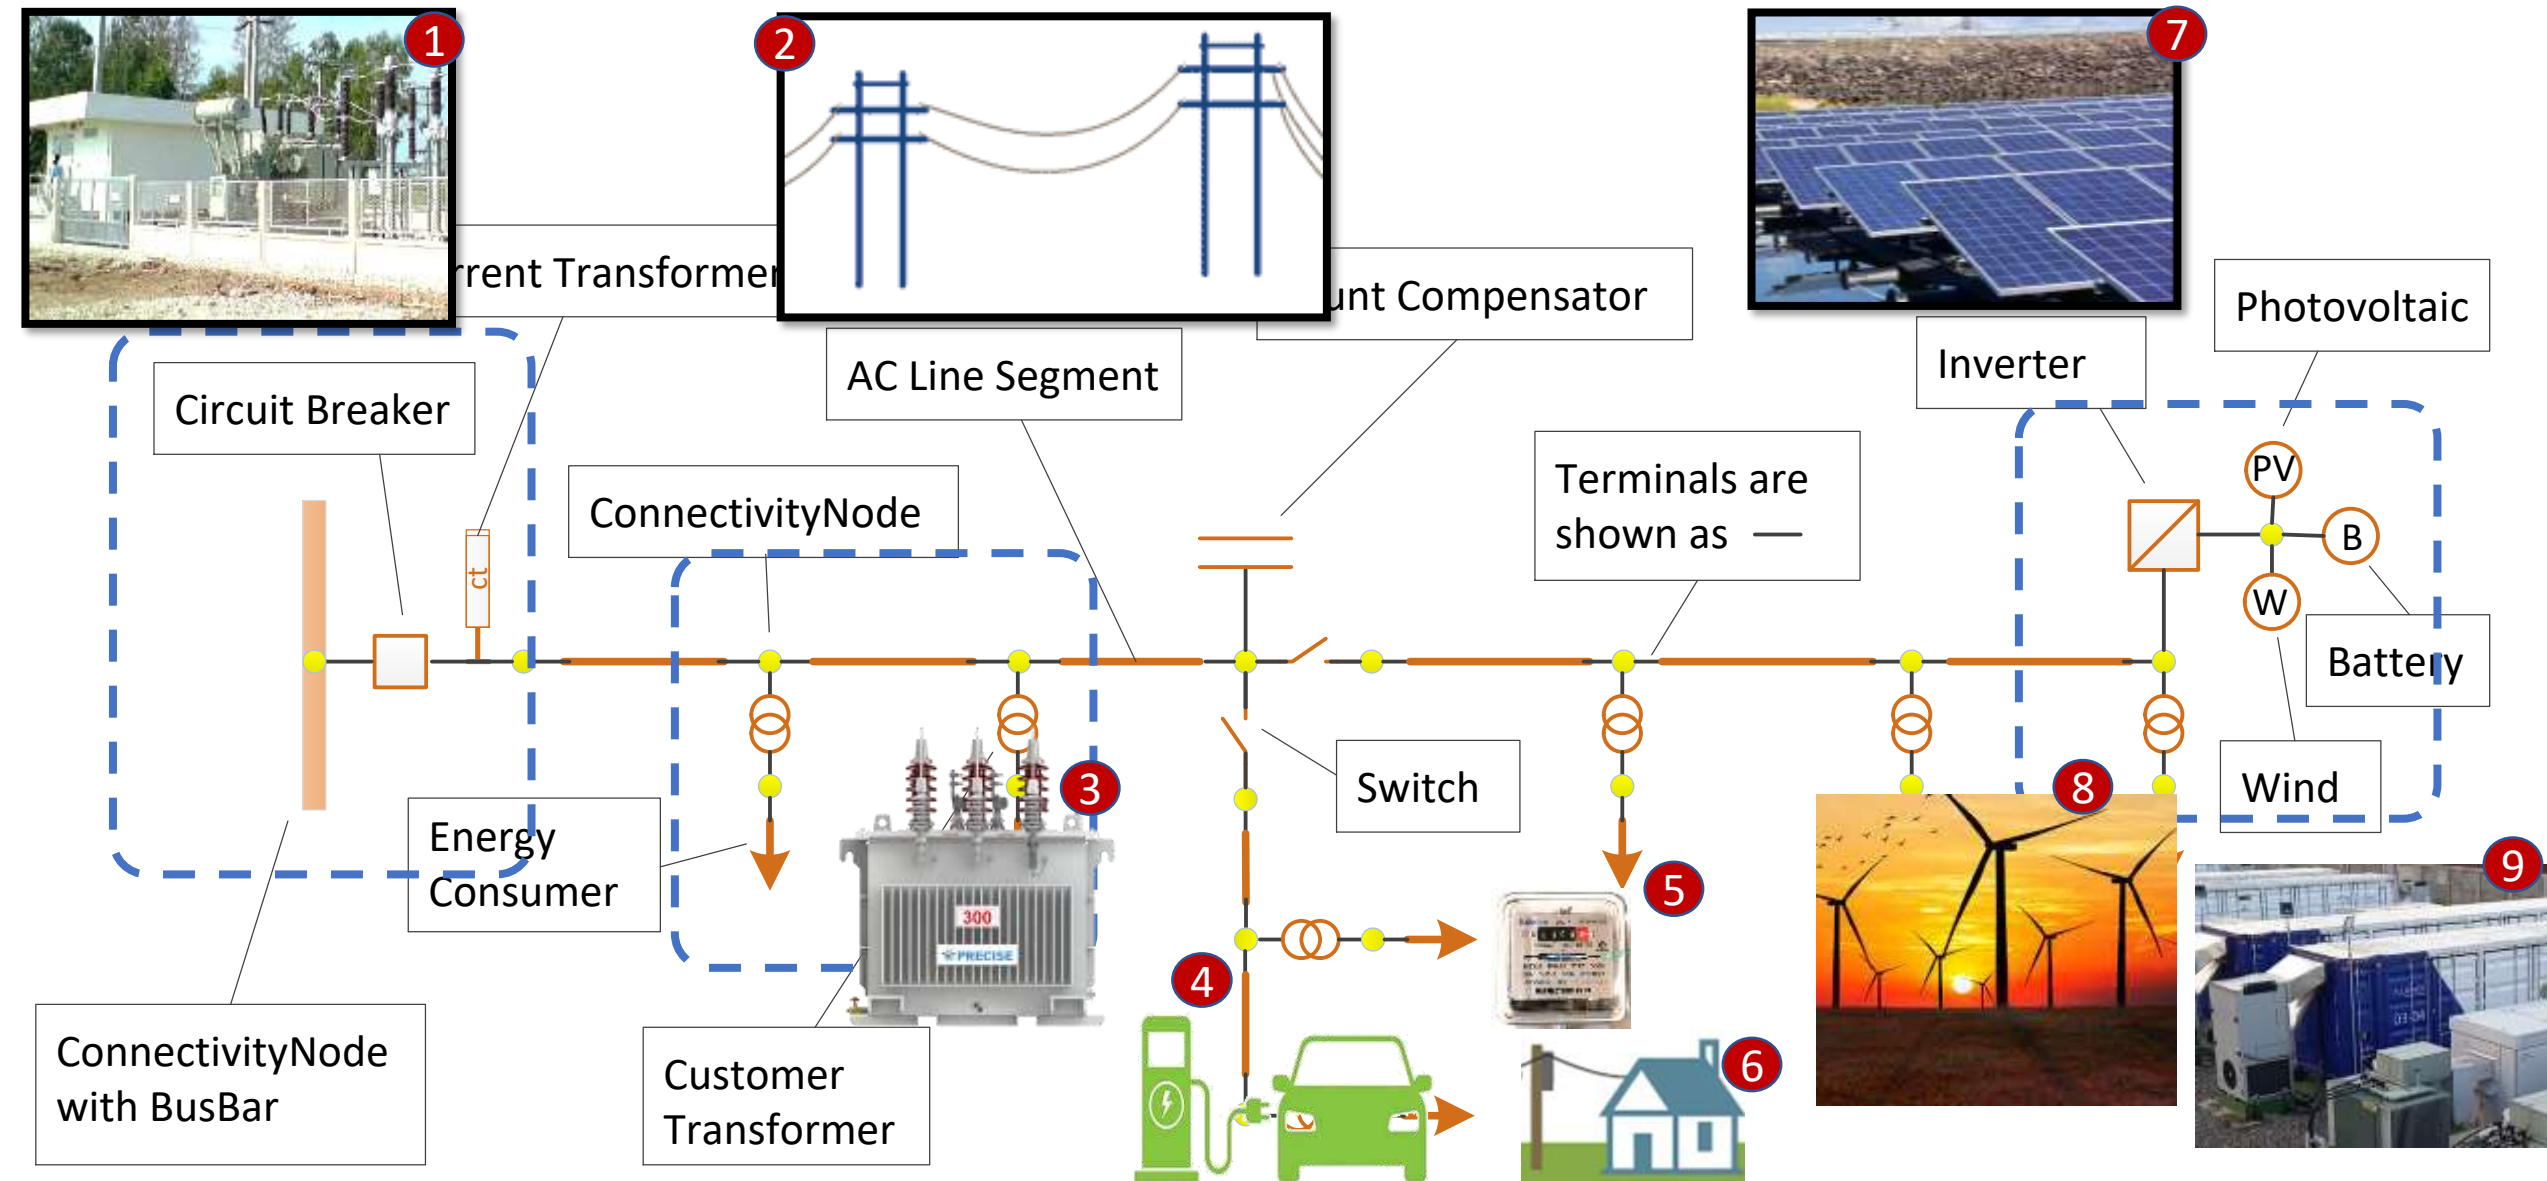 1
2
7
rrent Transformer
unt Compensator
Photovoltaic
Inverter
AC Line Segment
Circuit Breaker
Terminals are
shown as
ConnectivityNode
PV
B
W
ct
Battery
Switch
Wind
3
8
Energy
Consumer
5
9
300
PRECISE
4
6
ConnectivityNode
with BusBar
Customer
Transformer